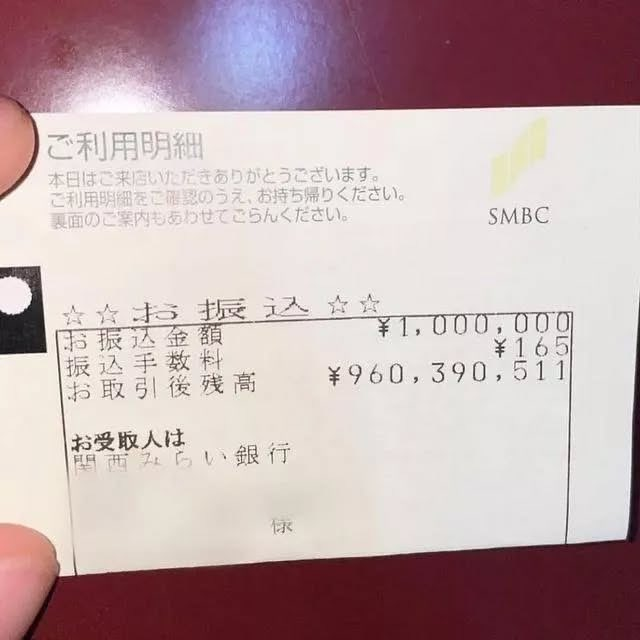 ご利用明細
本日はご来店いただきありがとうございます。
ご利用明細をご確認のうえ、お持ち帰りください。
裏面のご案内もあわせてごらんください。
SMBC
☆☆お振込☆☆
お振込金額 ¥1,000,000
振込手数料 ¥165
お取引後残高 ¥960,390,511
お受取人は
関西みらい銀行
様